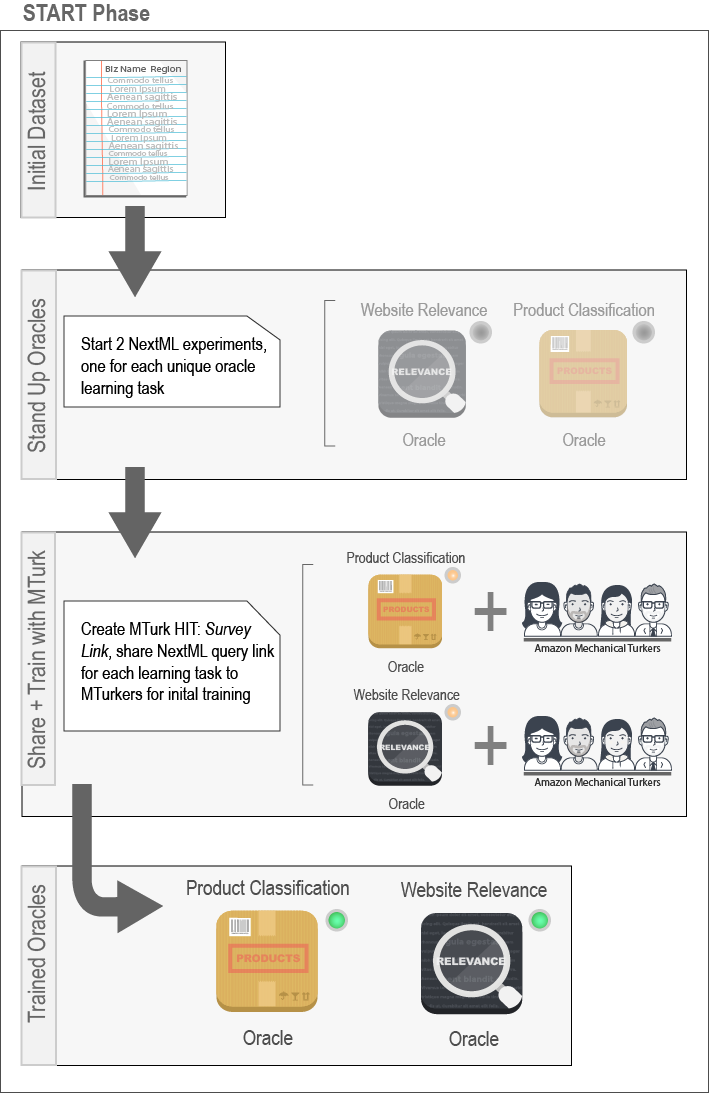 START Phase
Initial Dataset
Biz Name Region
Commodo tellus
Lorem Ipsum
Aenean sagittis
Commodo tellus
Lorem Ipsum
Aenean sagittis
Commodo tellus
Lorem Ipsum
Aenean sagittis
Commodo tellus
Lorem Ipsum
Aenean sagittis
Commodo tellus
Stand Up Oracles
Start 2 NextML experiments,
one for each unique oracle
learning task
Website Relevance
RELEVANCE
Oracle
Product Classification
PRODUCTS
Oracle
Share + Train with MTurk
Create MTurk HIT: Survey
Link, share NextML query link
for each learning task to
MTurkers for inital training
Product Classification
PRODUCTS
Oracle
+
Amazon Mechanical Turkers
Website Relevance
RELEVANCE
Oracle
+
Amazon Mechanical Turkers
Trained Oracles
Product Classification
PRODUCTS
Oracle
Website Relevance
RELEVANCE
Oracle